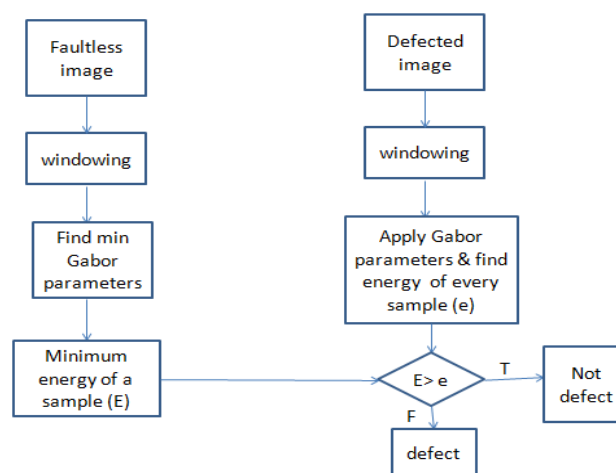 Faultless
image
windowing
Find min
Gabor
parameters
Minimum
energy of a
sample (E)
Defected
image
windowing
Apply Gabor
parameters & find
energy of every
sample (e)
E> e
T
Not
defect
F
defect